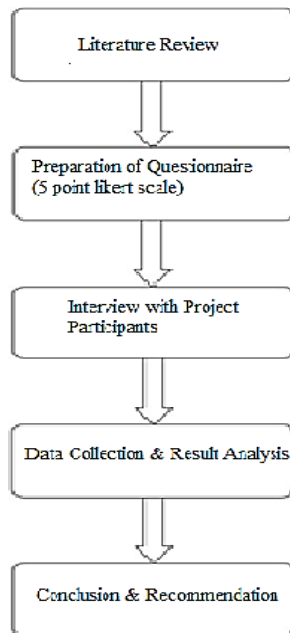 Literature Review
Preparation of Questionnaire
(5 point likert scale)
Interview with Project
Participants
Data Collection & Result Analysis
Conclusion & Recommendation